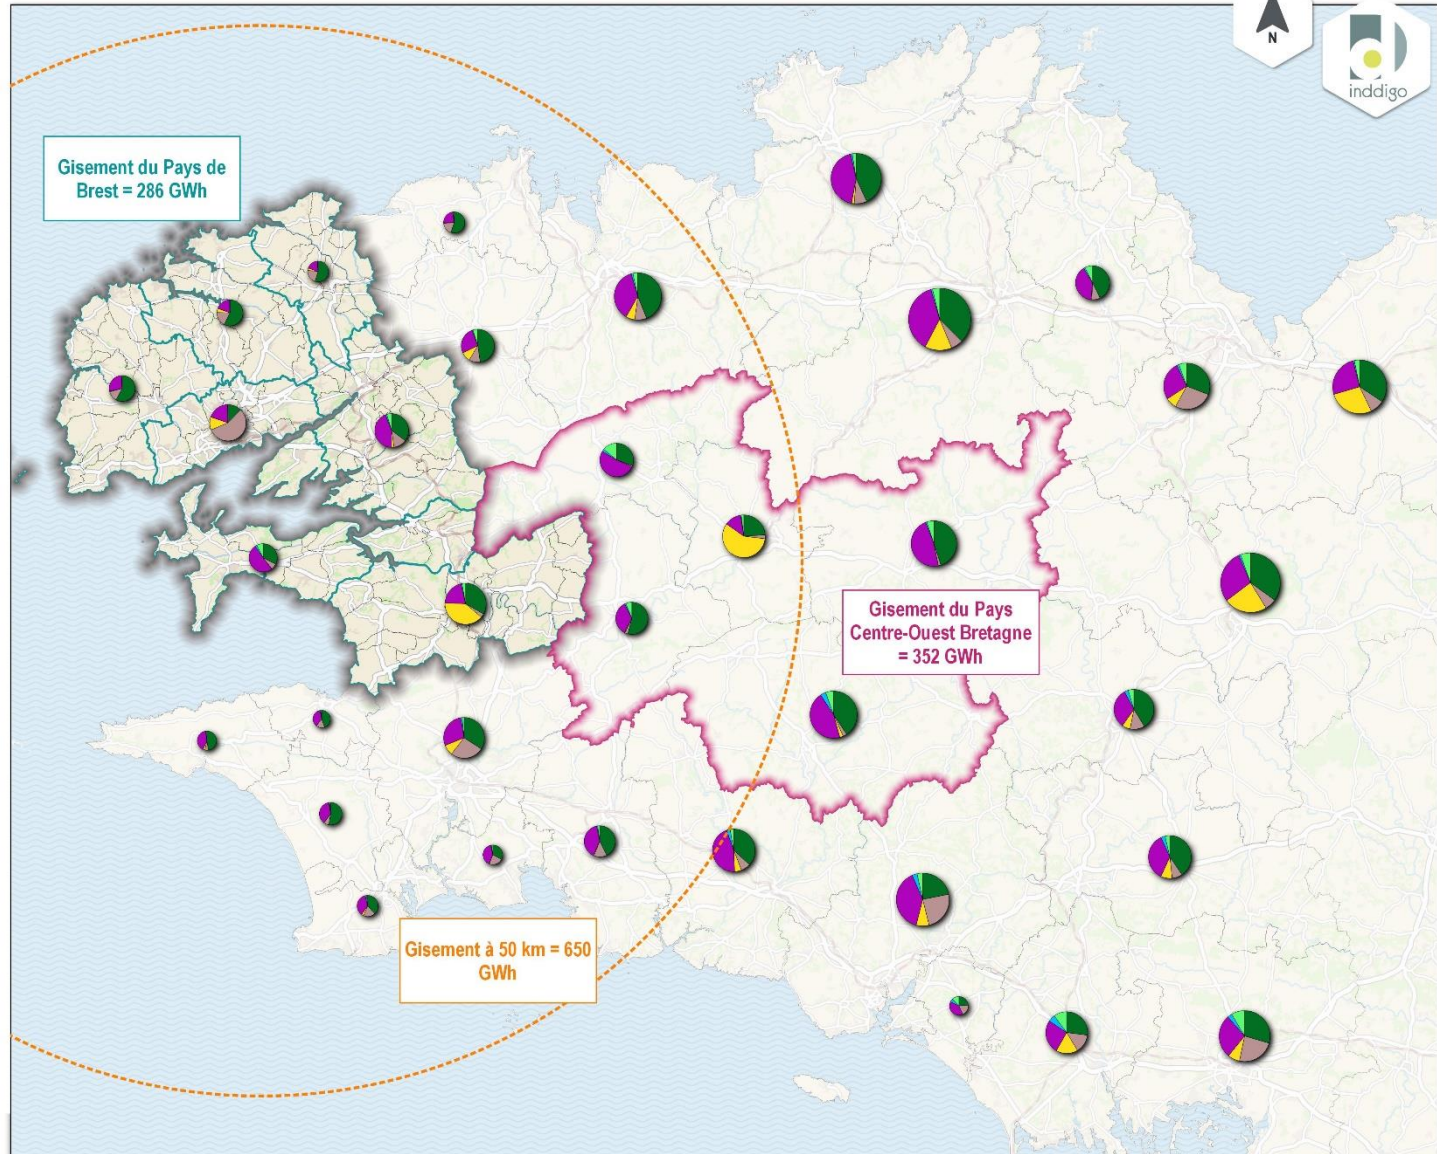 N
inddigo
Gisement du Pays de
Brest = 286 GWh
Gisement du Pays
Centre-Ouest Bretagne
= 352 GWh
Gisement à 50 km = 650
GWh